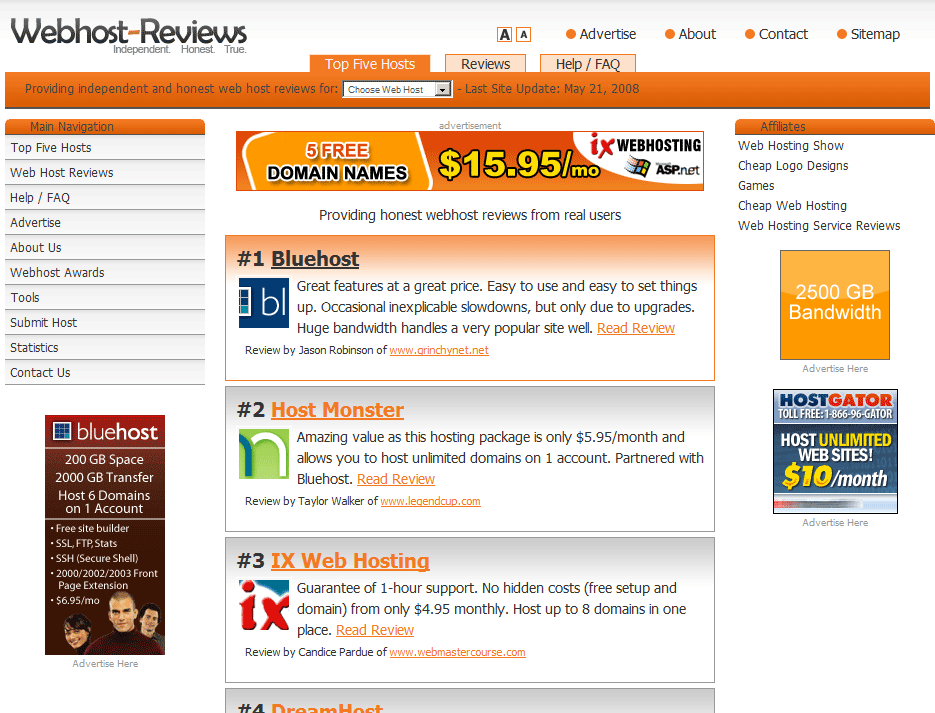 Webhost-Reviews
Independent. Honest. True.
A A Advertise About Contact Sitemap
Top Five Hosts Reviews Help / FAQ
Providing independent and honest web host reviews for: Choose Web Host - Last Site Update: May 21, 2008
Main Navigation
Top Five Hosts
Web Host Reviews
Help / FAQ
Advertise
About Us
Webhost Awards
Tools
Submit Host
Statistics
Contact Us
bluehost
200 GB Space
2000 GB Transfer
Host 6 Domains
on 1 Account
• Free site builder
• SSL, FTP, Stats
• SSH (Secure Shell)
• 2000/2002/2003 Front
Page Extension
• $6.95/mo
Advertise Here
advertisement
5 FREE
DOMAIN NAMES
$15.95/mo
ix WEBHOSTING
ASP.net
Providing honest webhost reviews from real users
#1 Bluehost
bl
Great features at a great price. Easy to use and easy to set things
up. Occasional inexplicable slowdowns, but only due to upgrades.
Huge bandwidth handles a very popular site well. Read Review
Review by Jason Robinson of www.grinchynet.net
#2 Host Monster
Amazing value as this hosting package is only $5.95/month and
allows you to host unlimited domains on 1 account. Partnered with
Bluehost. Read Review
Review by Taylor Walker of www.legendcup.com
#3 IX Web Hosting
ix
Guarantee of 1-hour support. No hidden costs (free setup and
domain) from only $4.95 monthly. Host up to 8 domains in one
place. Read Review
Review by Candice Pardue of www.webmastercourse.com
#4 DreamHost
Affiliates
Web Hosting Show
Cheap Logo Designs
Games
Cheap Web Hosting
Web Hosting Service Reviews
2500 GB
Bandwidth
Advertise Here
HOSTGATOR
TOLL FREE: 1-866-96-GATOR
HOST UNLIMITED
WEB SITES!
$10/month
Advertise Here